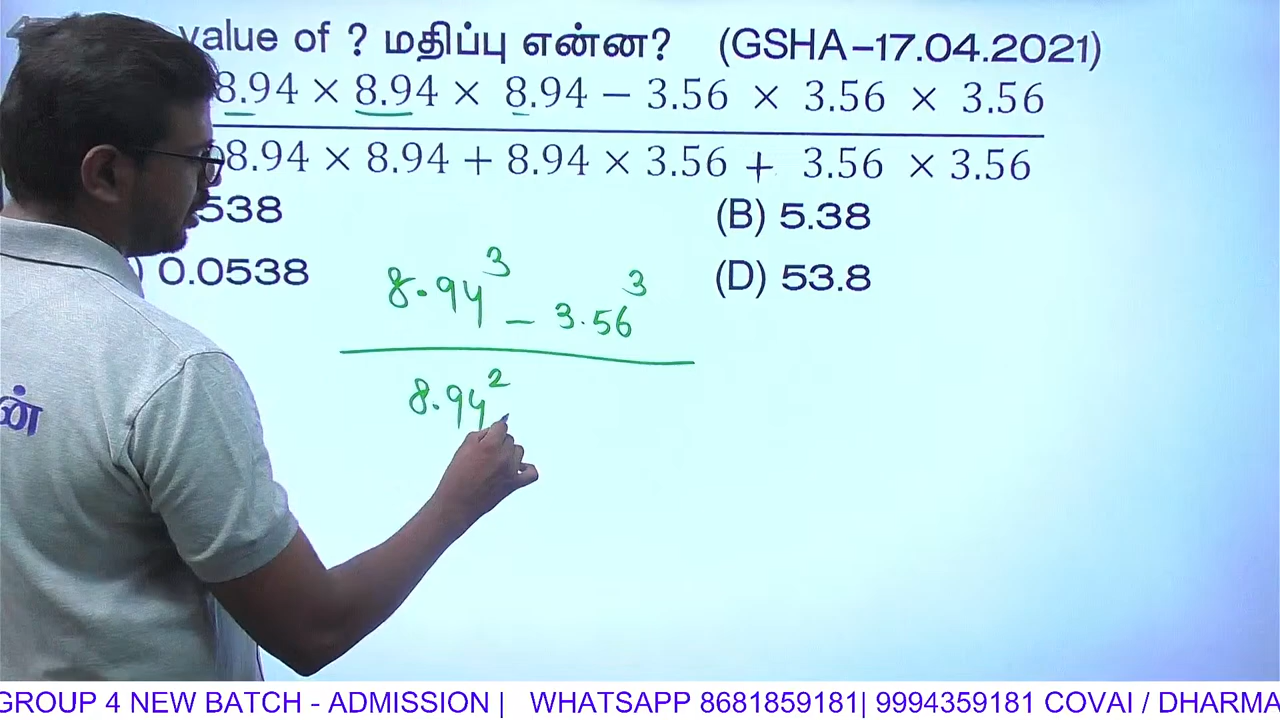 value of ? மதிப்பு என்ன? (GSHA-17.04.2021)
8.94 × 8.94 × 8.94 − 3.56 × 3.56 × 3.56
8.94 × 8.94 + 8.94 × 3.56 + 3.56 × 3.56
538 (B) 5.38
) 0.0538 (D) 53.8
8.94³ − 3.56³
8.94²
GROUP 4 NEW BATCH - ADMISSION | WHATSAPP 8681859181| 9994359181 COVAI / DHARMA